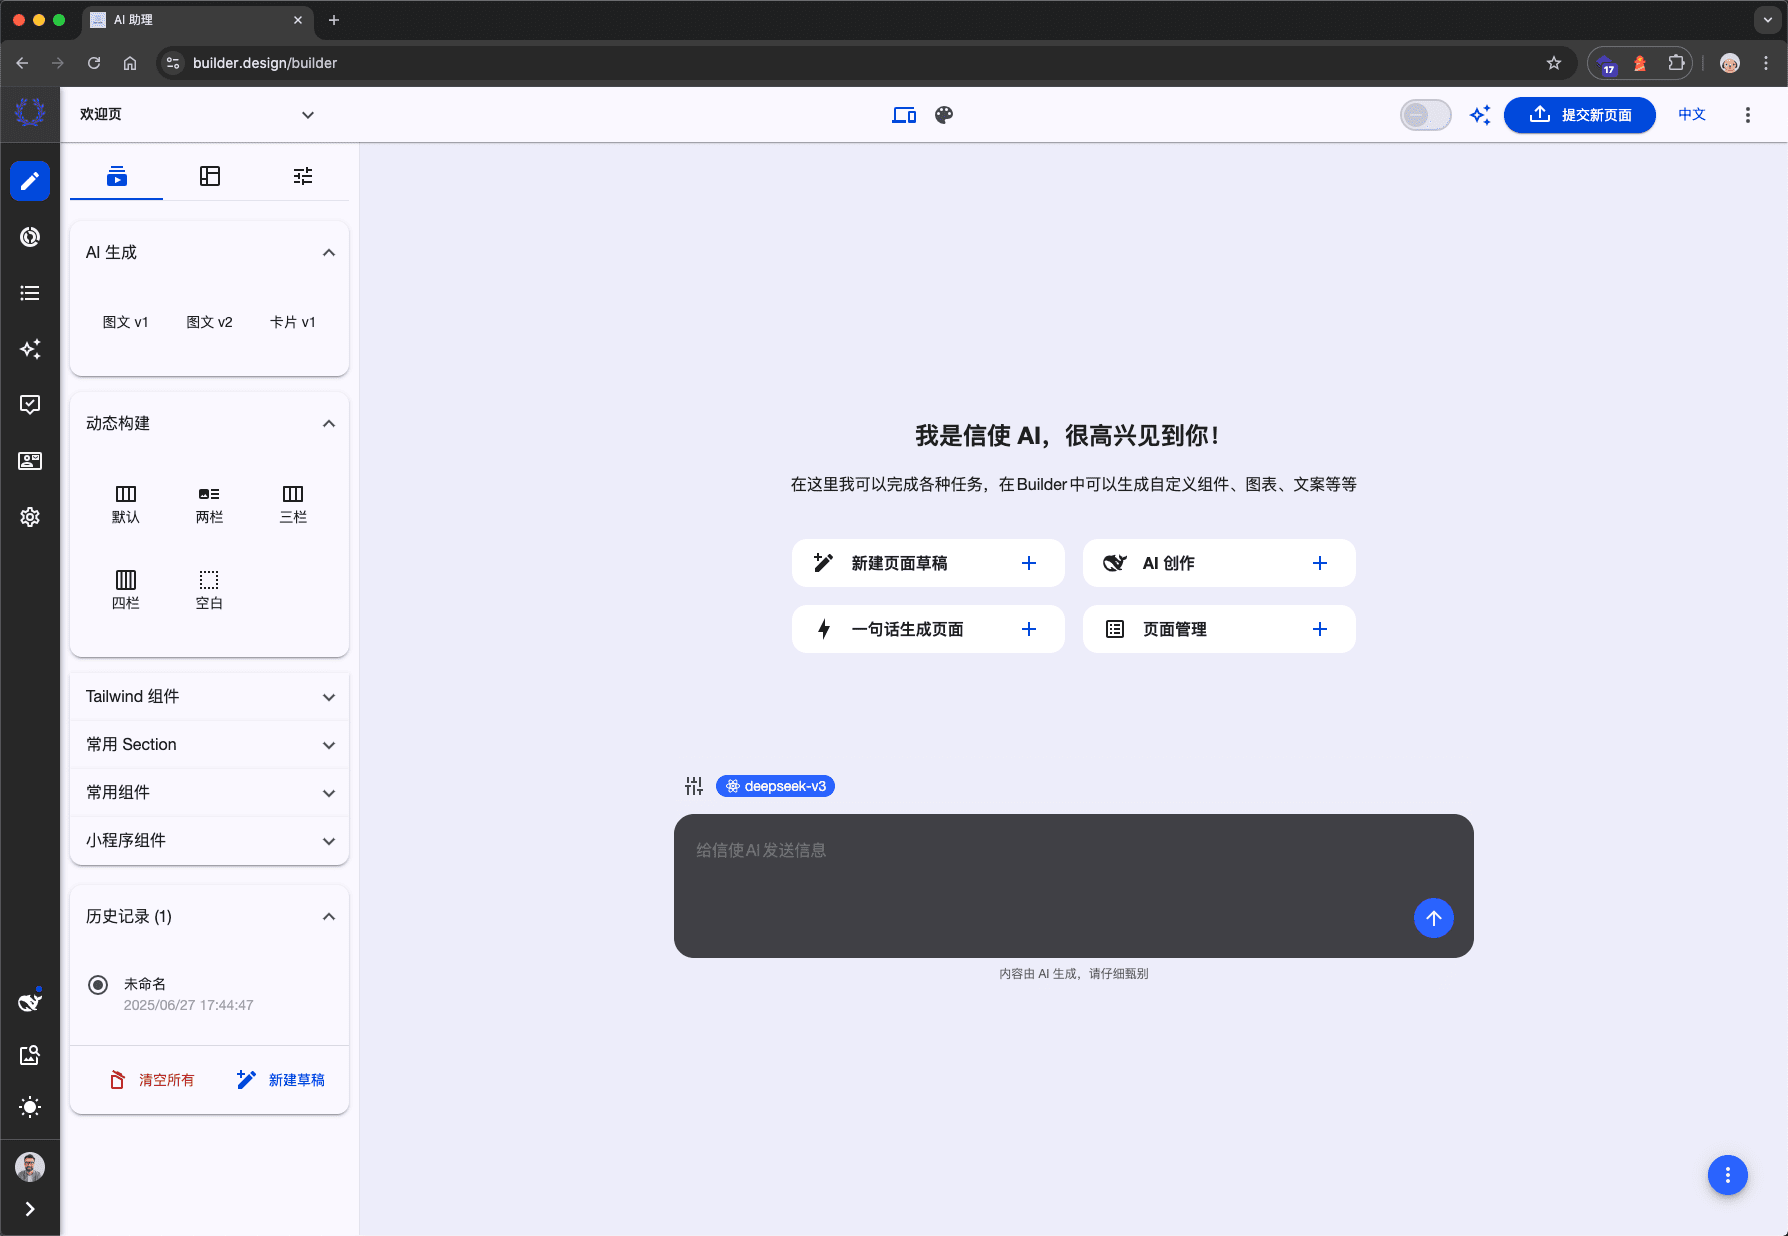 AI 助理
builder.design/builder
17
欢迎页
提交新页面
中文
AI 生成
图文 v1
图文 v2
卡片 v1
动态构建
默认
两栏
三栏
四栏
空白
Tailwind 组件
常用 Section
常用组件
小程序组件
历史记录 (1)
未命名
2025/06/27 17:44:47
清空所有
新建草稿
我是信使 AI，很高兴见到你！
在这里我可以完成各种任务，在Builder中可以生成自定义组件、图表、文案等等
新建页面草稿
AI 创作
一句话生成页面
页面管理
deepseek-v3
给信使AI发送信息
内容由 AI 生成，请仔细甄别